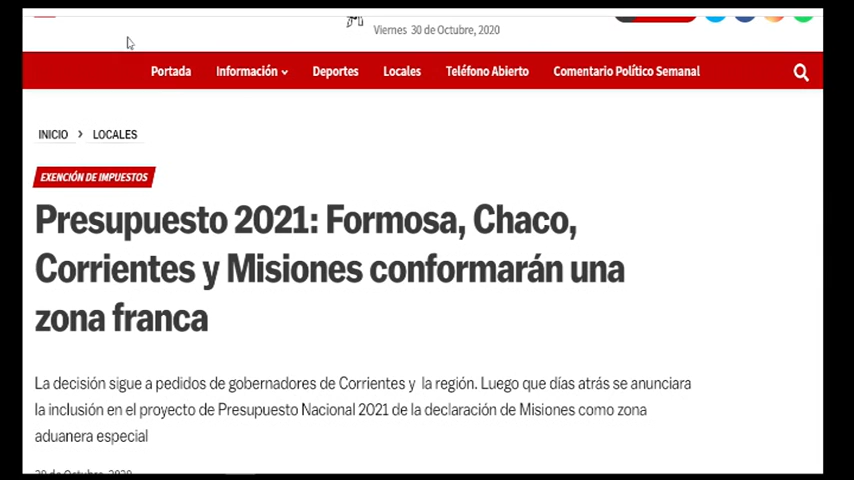 Viernes 30 de Octubre, 2020
Portada Información Deportes Locales Teléfono Abierto Comentario Político Semanal
INICIO > LOCALES
EXENCIÓN DE IMPUESTOS
Presupuesto 2021: Formosa, Chaco,
Corrientes y Misiones conformarán una
zona franca
La decisión sigue a pedidos de gobernadores de Corrientes y la región. Luego que días atrás se anunciara
la inclusión en el proyecto de Presupuesto Nacional 2021 de la declaración de Misiones como zona
aduanera especial